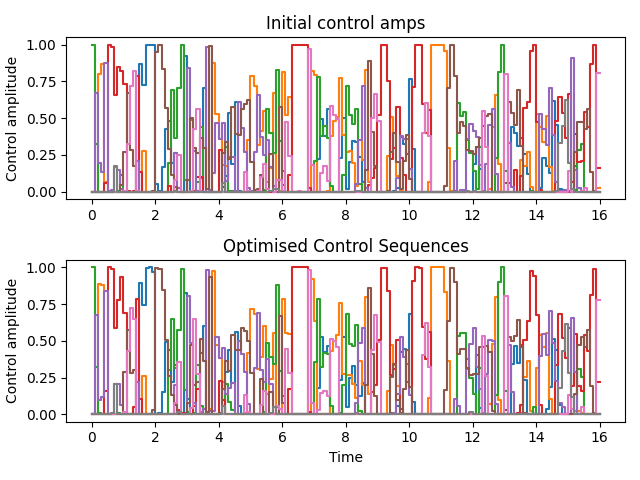 Initial control amps
Control amplitude
1.00
0.75
0.50
0.25
0.00
0 2 4 6 8 10 12 14 16
Optimised Control Sequences
Control amplitude
1.00
0.75
0.50
0.25
0.00
0 2 4 6 8 10 12 14 16
Time